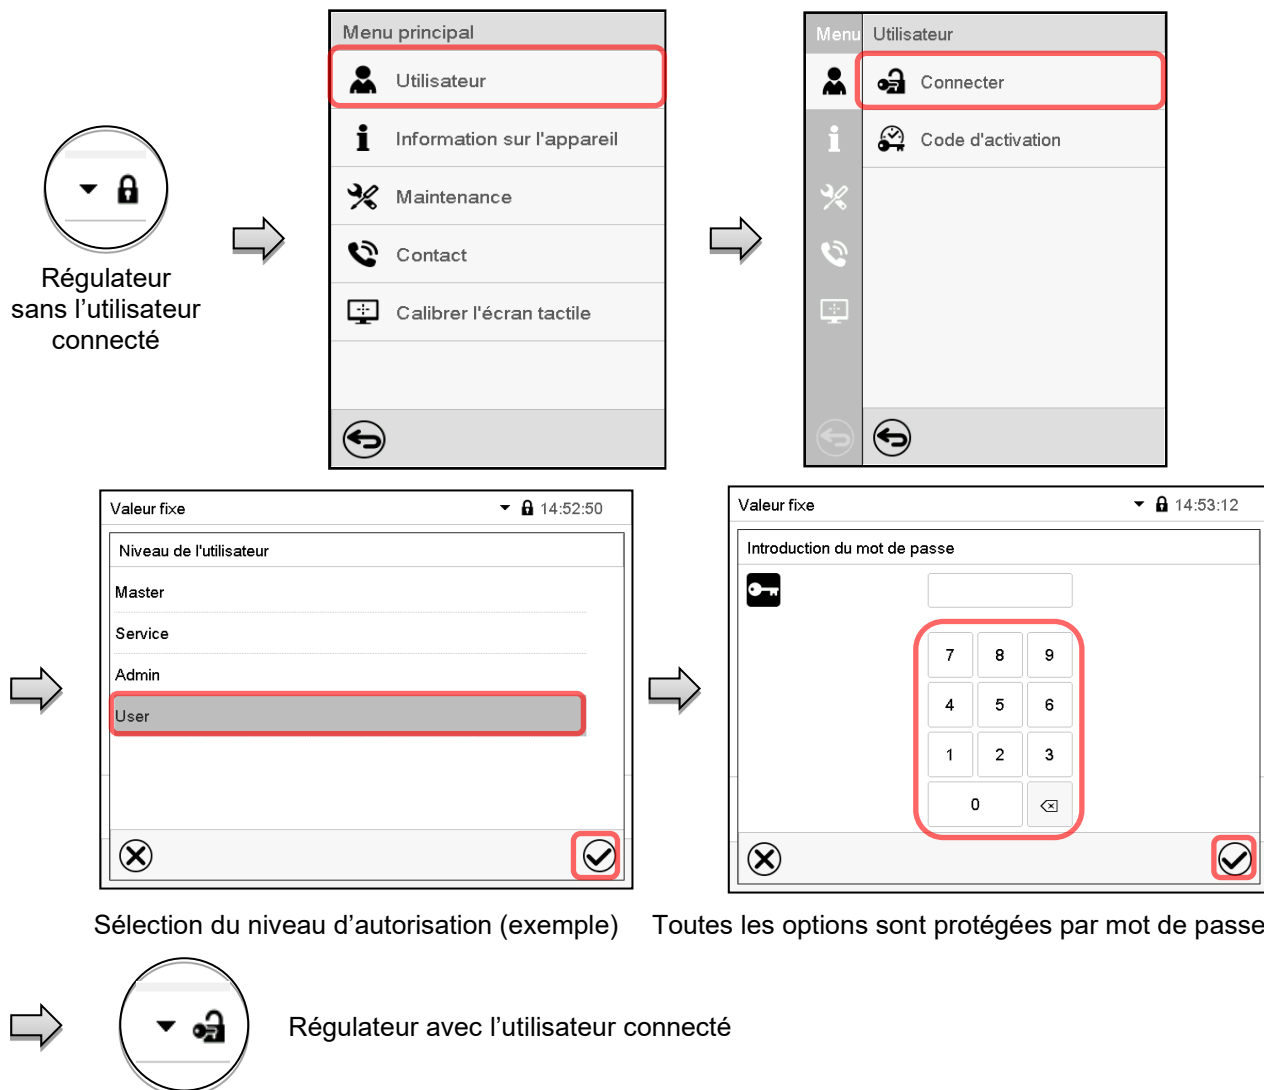 Menu principal
Utilisateur
Information sur l'appareil
Maintenance
Contact
Calibrer l'écran tactile
Menu
Utilisateur
Connecter
Code d'activation
Régulateur
sans l’utilisateur
connecté
Valeur fixe
14:52:50
Niveau de l'utilisateur
Master
Service
Admin
User
Valeur fixe
14:53:12
Introduction du mot de passe
7 8 9
4 5 6
1 2 3
0
Sélection du niveau d’autorisation (exemple)
Toutes les options sont protégées par mot de passe
Régulateur avec l’utilisateur connecté